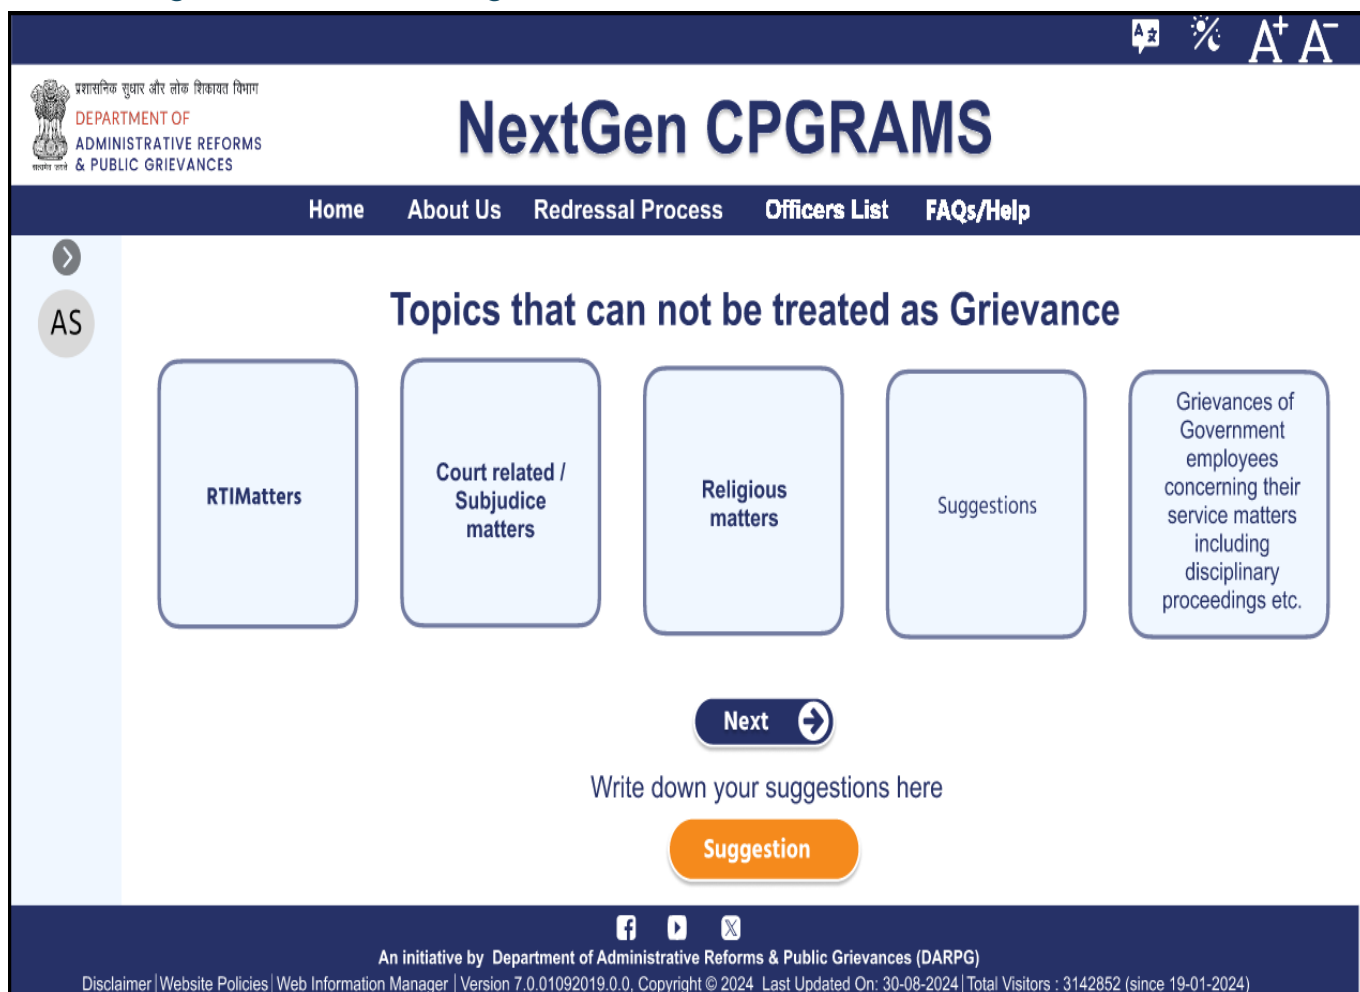 A⁺ A⁻
प्रशासनिक सुधार और लोक शिकायत विभाग
DEPARTMENT OF
ADMINISTRATIVE REFORMS
& PUBLIC GRIEVANCES
सत्यमेव जयते
NextGen CPGRAMS
Home About Us Redressal Process Officers List FAQs/Help
AS
Topics that can not be treated as Grievance
RTIMatters
Court related /
Subjudice
matters
Religious
matters
Suggestions
Grievances of
Government
employees
concerning their
service matters
including
disciplinary
proceedings etc.
Next
Write down your suggestions here
Suggestion
An initiative by Department of Administrative Reforms & Public Grievances (DARPG)
Disclaimer | Website Policies | Web Information Manager | Version 7.0.01092019.0.0, Copyright © 2024 Last Updated On: 30-08-2024 | Total Visitors : 3142852 (since 19-01-2024)